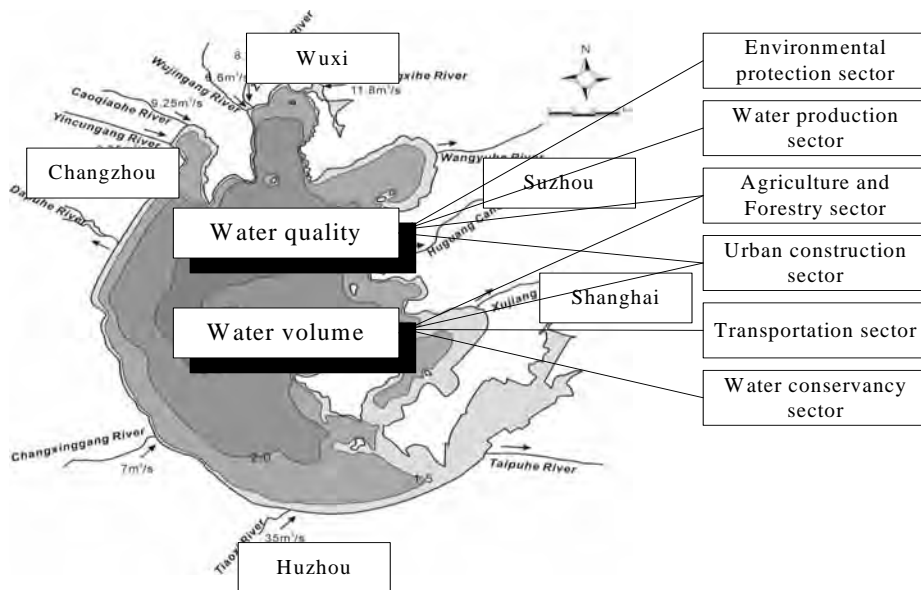 Wuxi
Environmental
protection sector
Water production
sector
Agriculture and
Forestry sector
Urban construction
sector
Transportation sector
Water conservancy
sector
N
Wujingang River
11.8m³/s
Caoqiaohe River
9.25m³/s
Yincungang River
Changzhou
Wangyuhe River
Suzhou
Dapuhe River
Water quality
Huguang
Xujiang
Shanghai
Water volume
Changxinggang River
7m³/s
2.0
1.5
Taipuhe River
Tiaoxi River
35m³/s
Huzhou